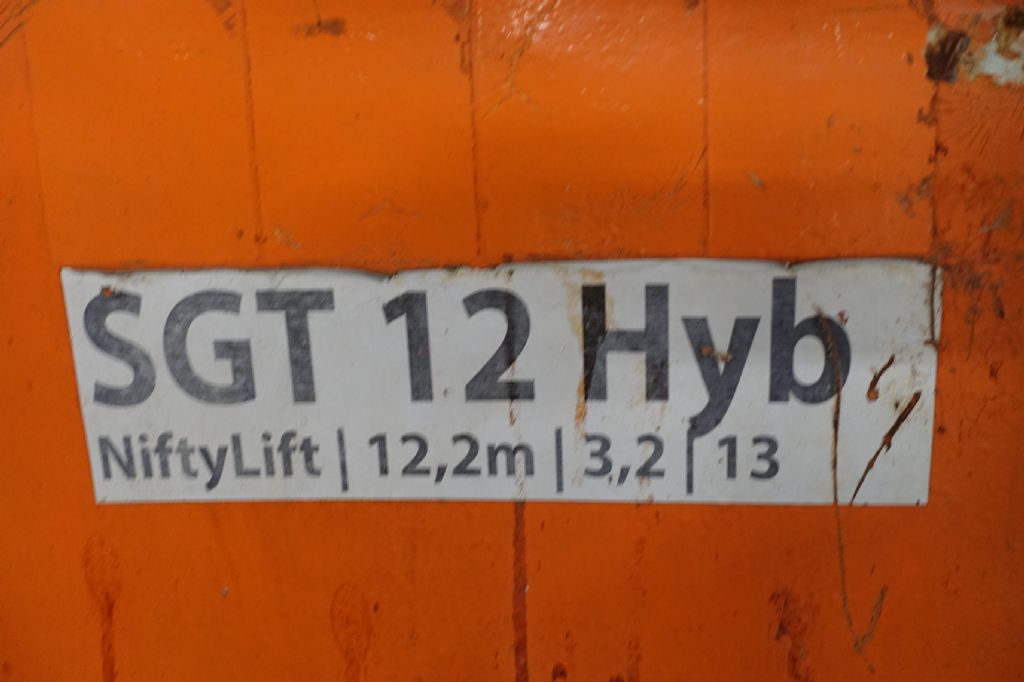 SGT 12 Hyb
NiftyLift | 12,2m | 3,2 | 13